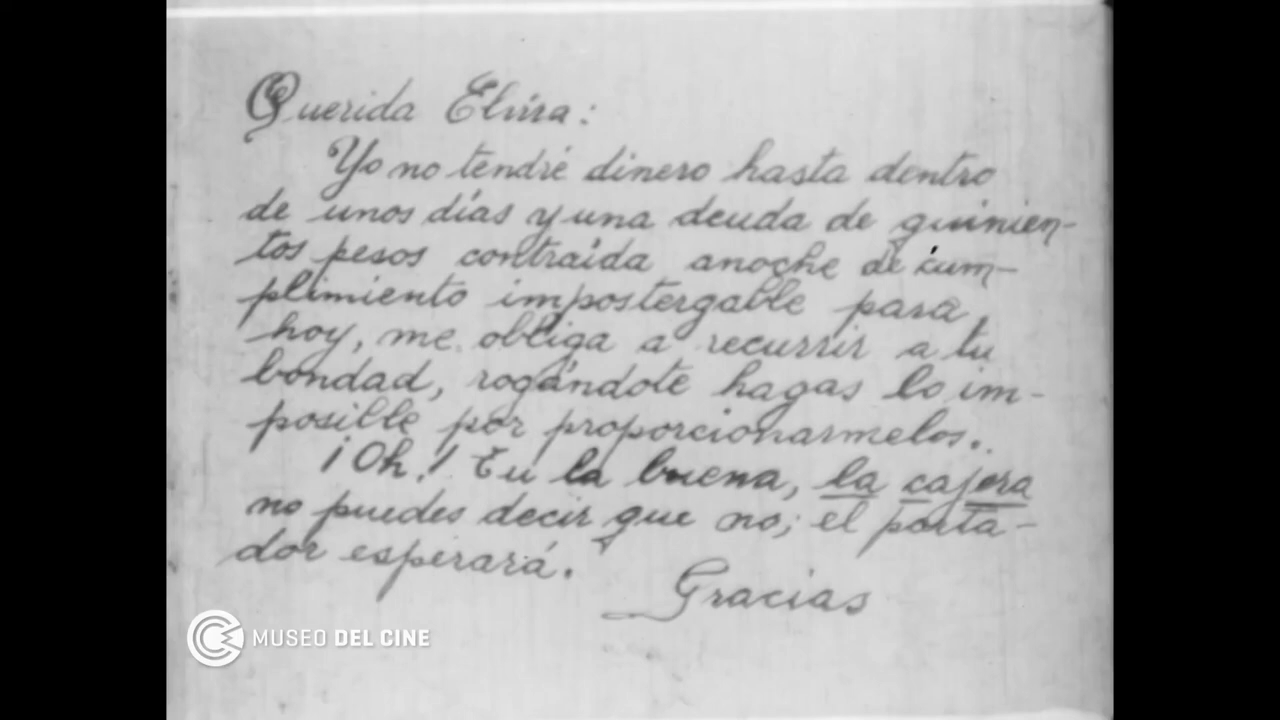 Querida Elvira:
Yo no tendré dinero hasta dentro
de unos días y una deuda de quinien-
tos pesos contraída anoche de cum-
plimiento impostergable para
hoy, me obliga a recurrir a tu
bondad, rogándote hagas lo im-
posible por proporcionarmelos.
¡Oh! Tu la buena, la cajera
no puedes decir que no; el porta-
dor esperará.
Gracias
MUSEO DEL CINE